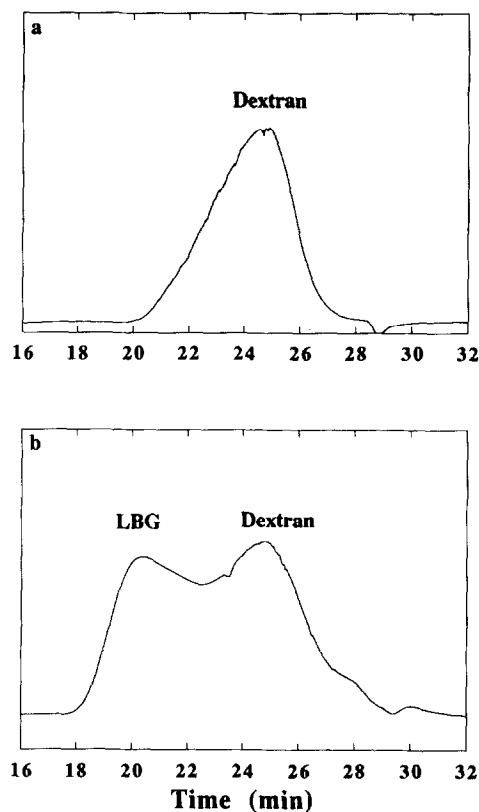 a
Dextran
16 18 20 22 24 26 28 30 32
b
LBG Dextran
16 18 20 22 24 26 28 30 32
Time (min)